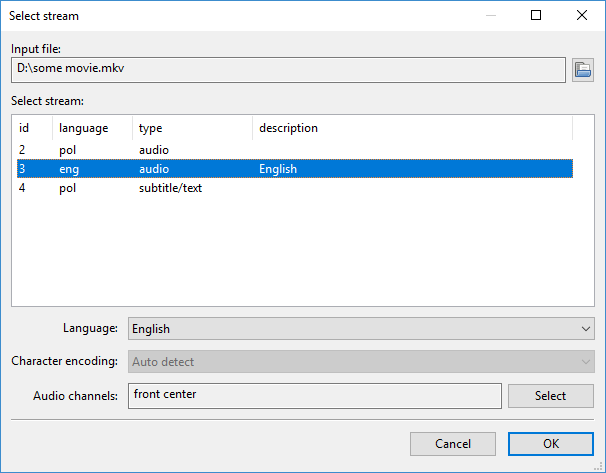 Select stream
Input file:
D:\some movie.mkv
Select stream:
id language type description
2 pol audio
3 eng audio English
4 pol subtitle/text
Language: English
Character encoding: Auto detect
Audio channels: front center Select
Cancel OK